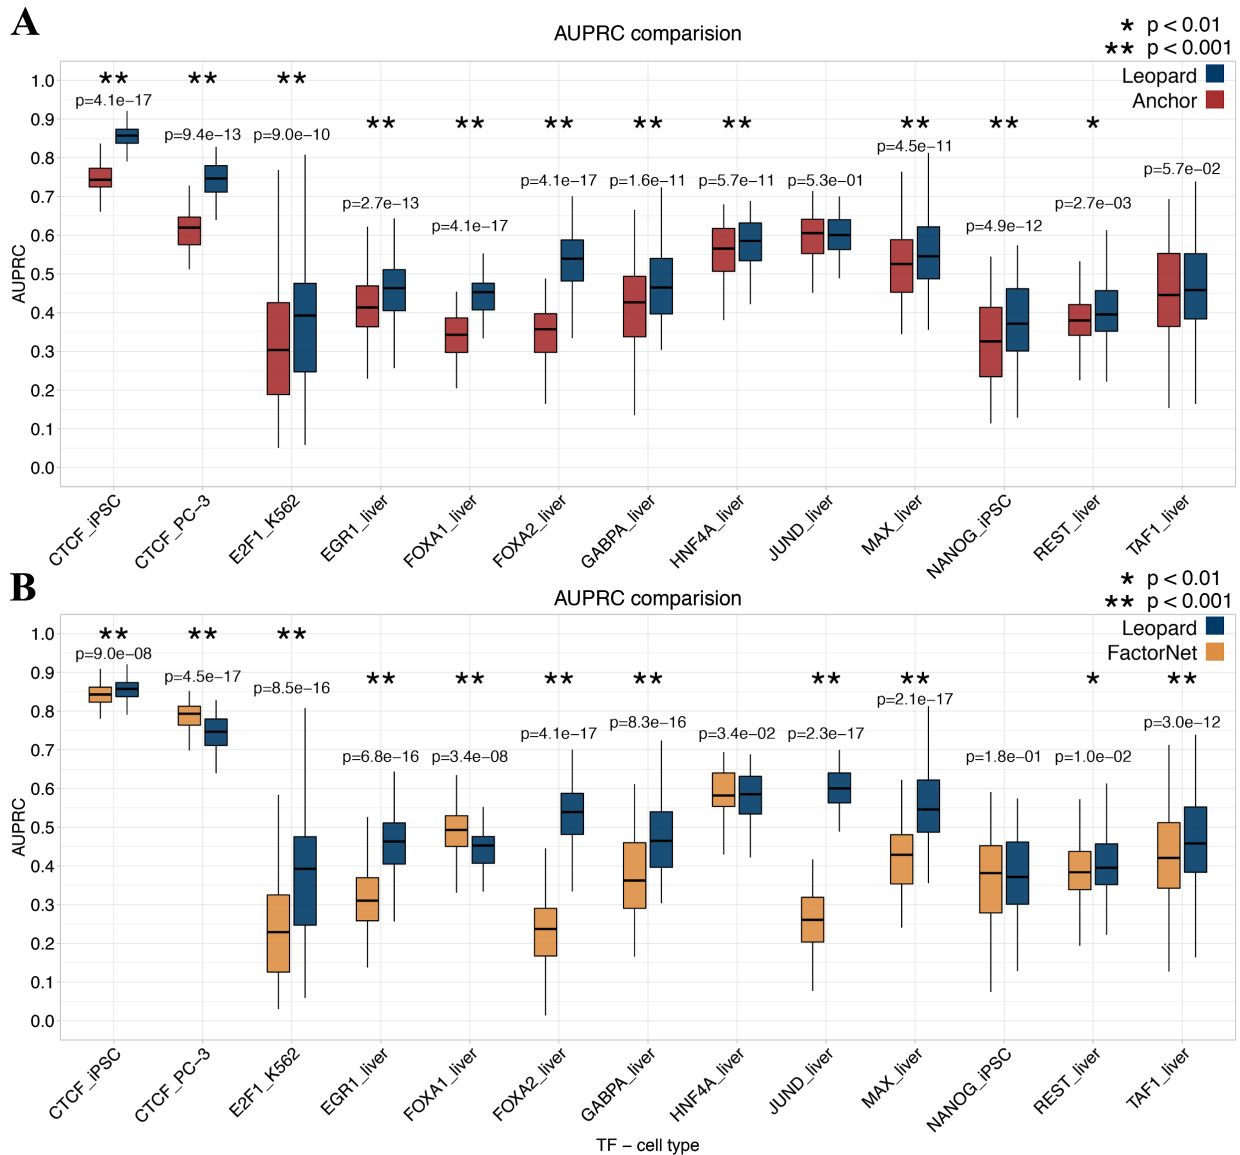 A
AUPRC comparision
* p < 0.01
** p < 0.001
Leopard
Anchor
** ** ** ** ** ** ** ** ** ** *
p=4.1e−17 p=9.4e−13 p=9.0e−10 p=2.7e−13 p=4.1e−17 p=4.1e−17 p=1.6e−11 p=5.7e−11 p=5.3e−01 p=4.5e−11 p=4.9e−12 p=2.7e−03 p=5.7e−02
AUPRC
1.0
0.9
0.8
0.7
0.6
0.5
0.4
0.3
0.2
0.1
0.0
CTCF_iPSC CTCF_PC−3 E2F1_K562 EGR1_liver FOXA1_liver FOXA2_liver GABPA_liver HNF4A_liver JUND_liver MAX_liver NANOG_iPSC REST_liver TAF1_liver
B
AUPRC comparision
* p < 0.01
** p < 0.001
Leopard
FactorNet
** ** ** ** ** ** ** ** ** * **
p=9.0e−08 p=4.5e−17 p=8.5e−16 p=6.8e−16 p=3.4e−08 p=4.1e−17 p=8.3e−16 p=3.4e−02 p=2.3e−17 p=2.1e−17 p=1.8e−01 p=1.0e−02 p=3.0e−12
AUPRC
1.0
0.9
0.8
0.7
0.6
0.5
0.4
0.3
0.2
0.1
0.0
CTCF_iPSC CTCF_PC−3 E2F1_K562 EGR1_liver FOXA1_liver FOXA2_liver GABPA_liver HNF4A_liver JUND_liver MAX_liver NANOG_iPSC REST_liver TAF1_liver
TF − cell type